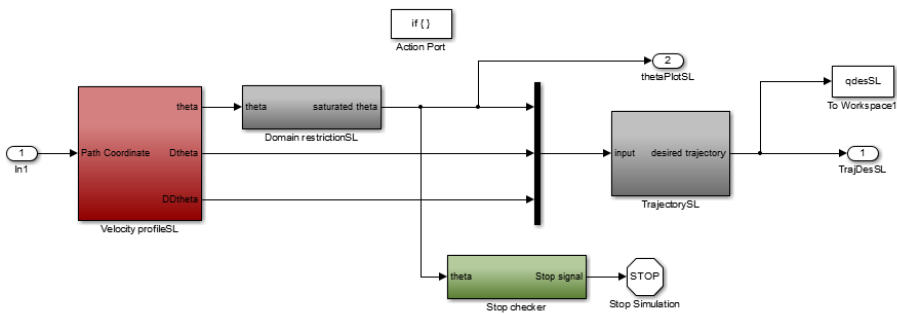 if { }
Action Port
2
thetaPlotSL
qdesSL
To Workspace1
theta
theta
saturated theta
Domain restrictionSL
1
In1
Path Coordinate
Dtheta
DDtheta
Velocity profileSL
input
desired trajectory
TrajectorySL
1
TrajDesSL
theta
Stop signal
Stop checker
STOP
Stop Simulation